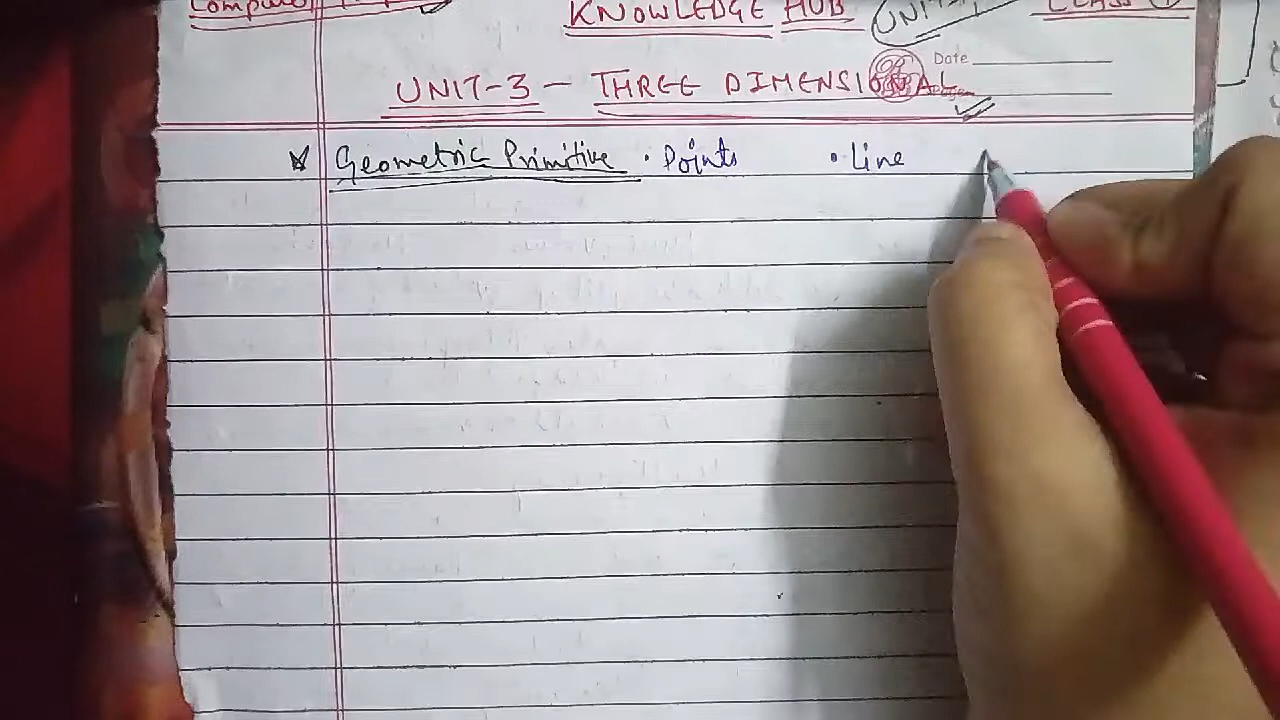 KNOWLEDGE HUB
Date
UNIT-3 - THREE DIMENSIONAL
Geometric Primitive • Points • Line